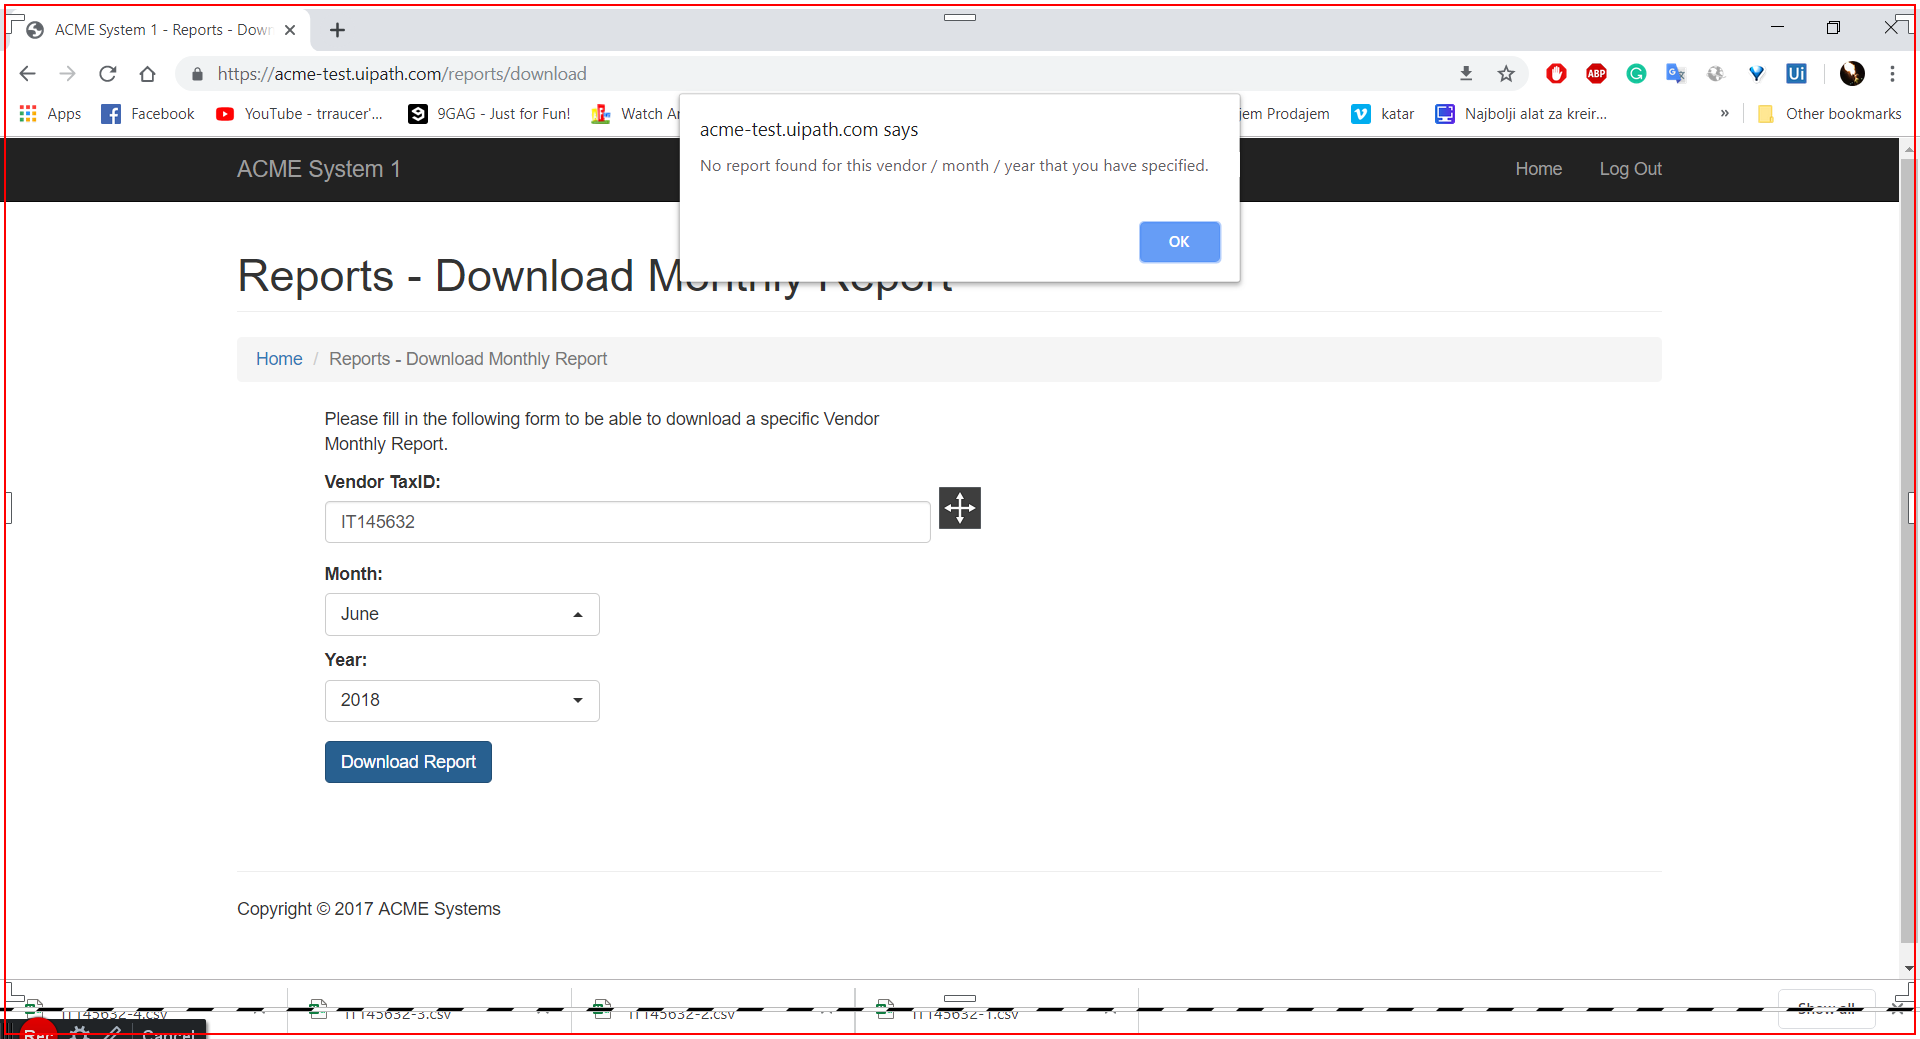 ACME System 1 - Reports - Dow
https://acme-test.uipath.com/reports/download
ABP
Ui
Apps
Facebook
YouTube - trraucer'...
9GAG - Just for Fun!
Watch Ar
jem Prodajem
katar
Najbolji alat za kreir...
»
Other bookmarks
acme-test.uipath.com says
No report found for this vendor / month / year that you have specified.
OK
ACME System 1
Home
Log Out
Reports - Download Monthly Report
Home / Reports - Download Monthly Report
Please fill in the following form to be able to download a specific Vendor
Monthly Report.
Vendor TaxID:
IT145632
Month:
June
Year:
2018
Download Report
Copyright © 2017 ACME Systems
IT145632-4.csv
IT145632-3.csv
IT145632-2.csv
IT145632-1.csv
Show all
Rec
Cancel